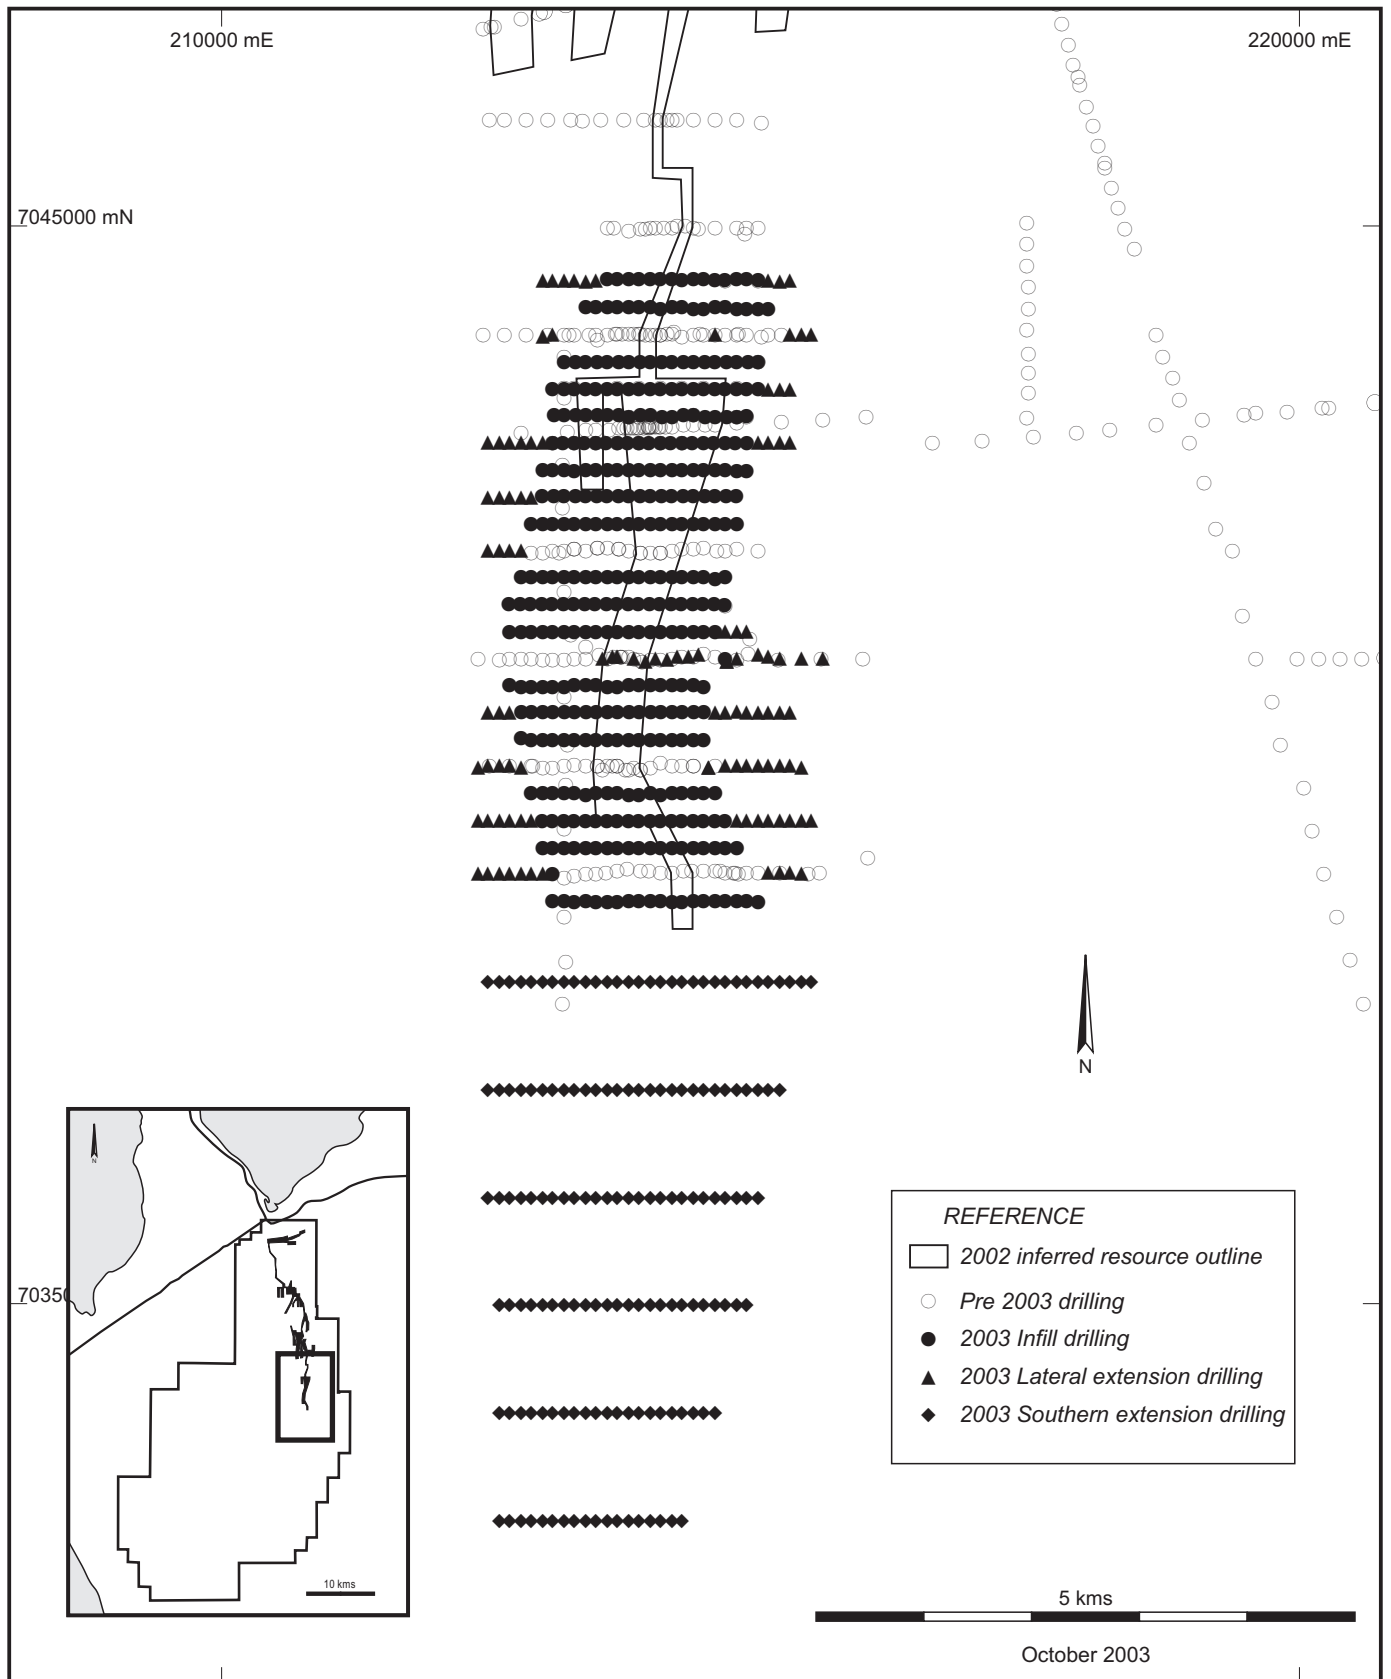 210000 mE
220000 mE
7045000 mN
N
70350
N
10 kms
REFERENCE
2002 inferred resource outline
Pre 2003 drilling
2003 Infill drilling
2003 Lateral extension drilling
2003 Southern extension drilling
5 kms
October 2003